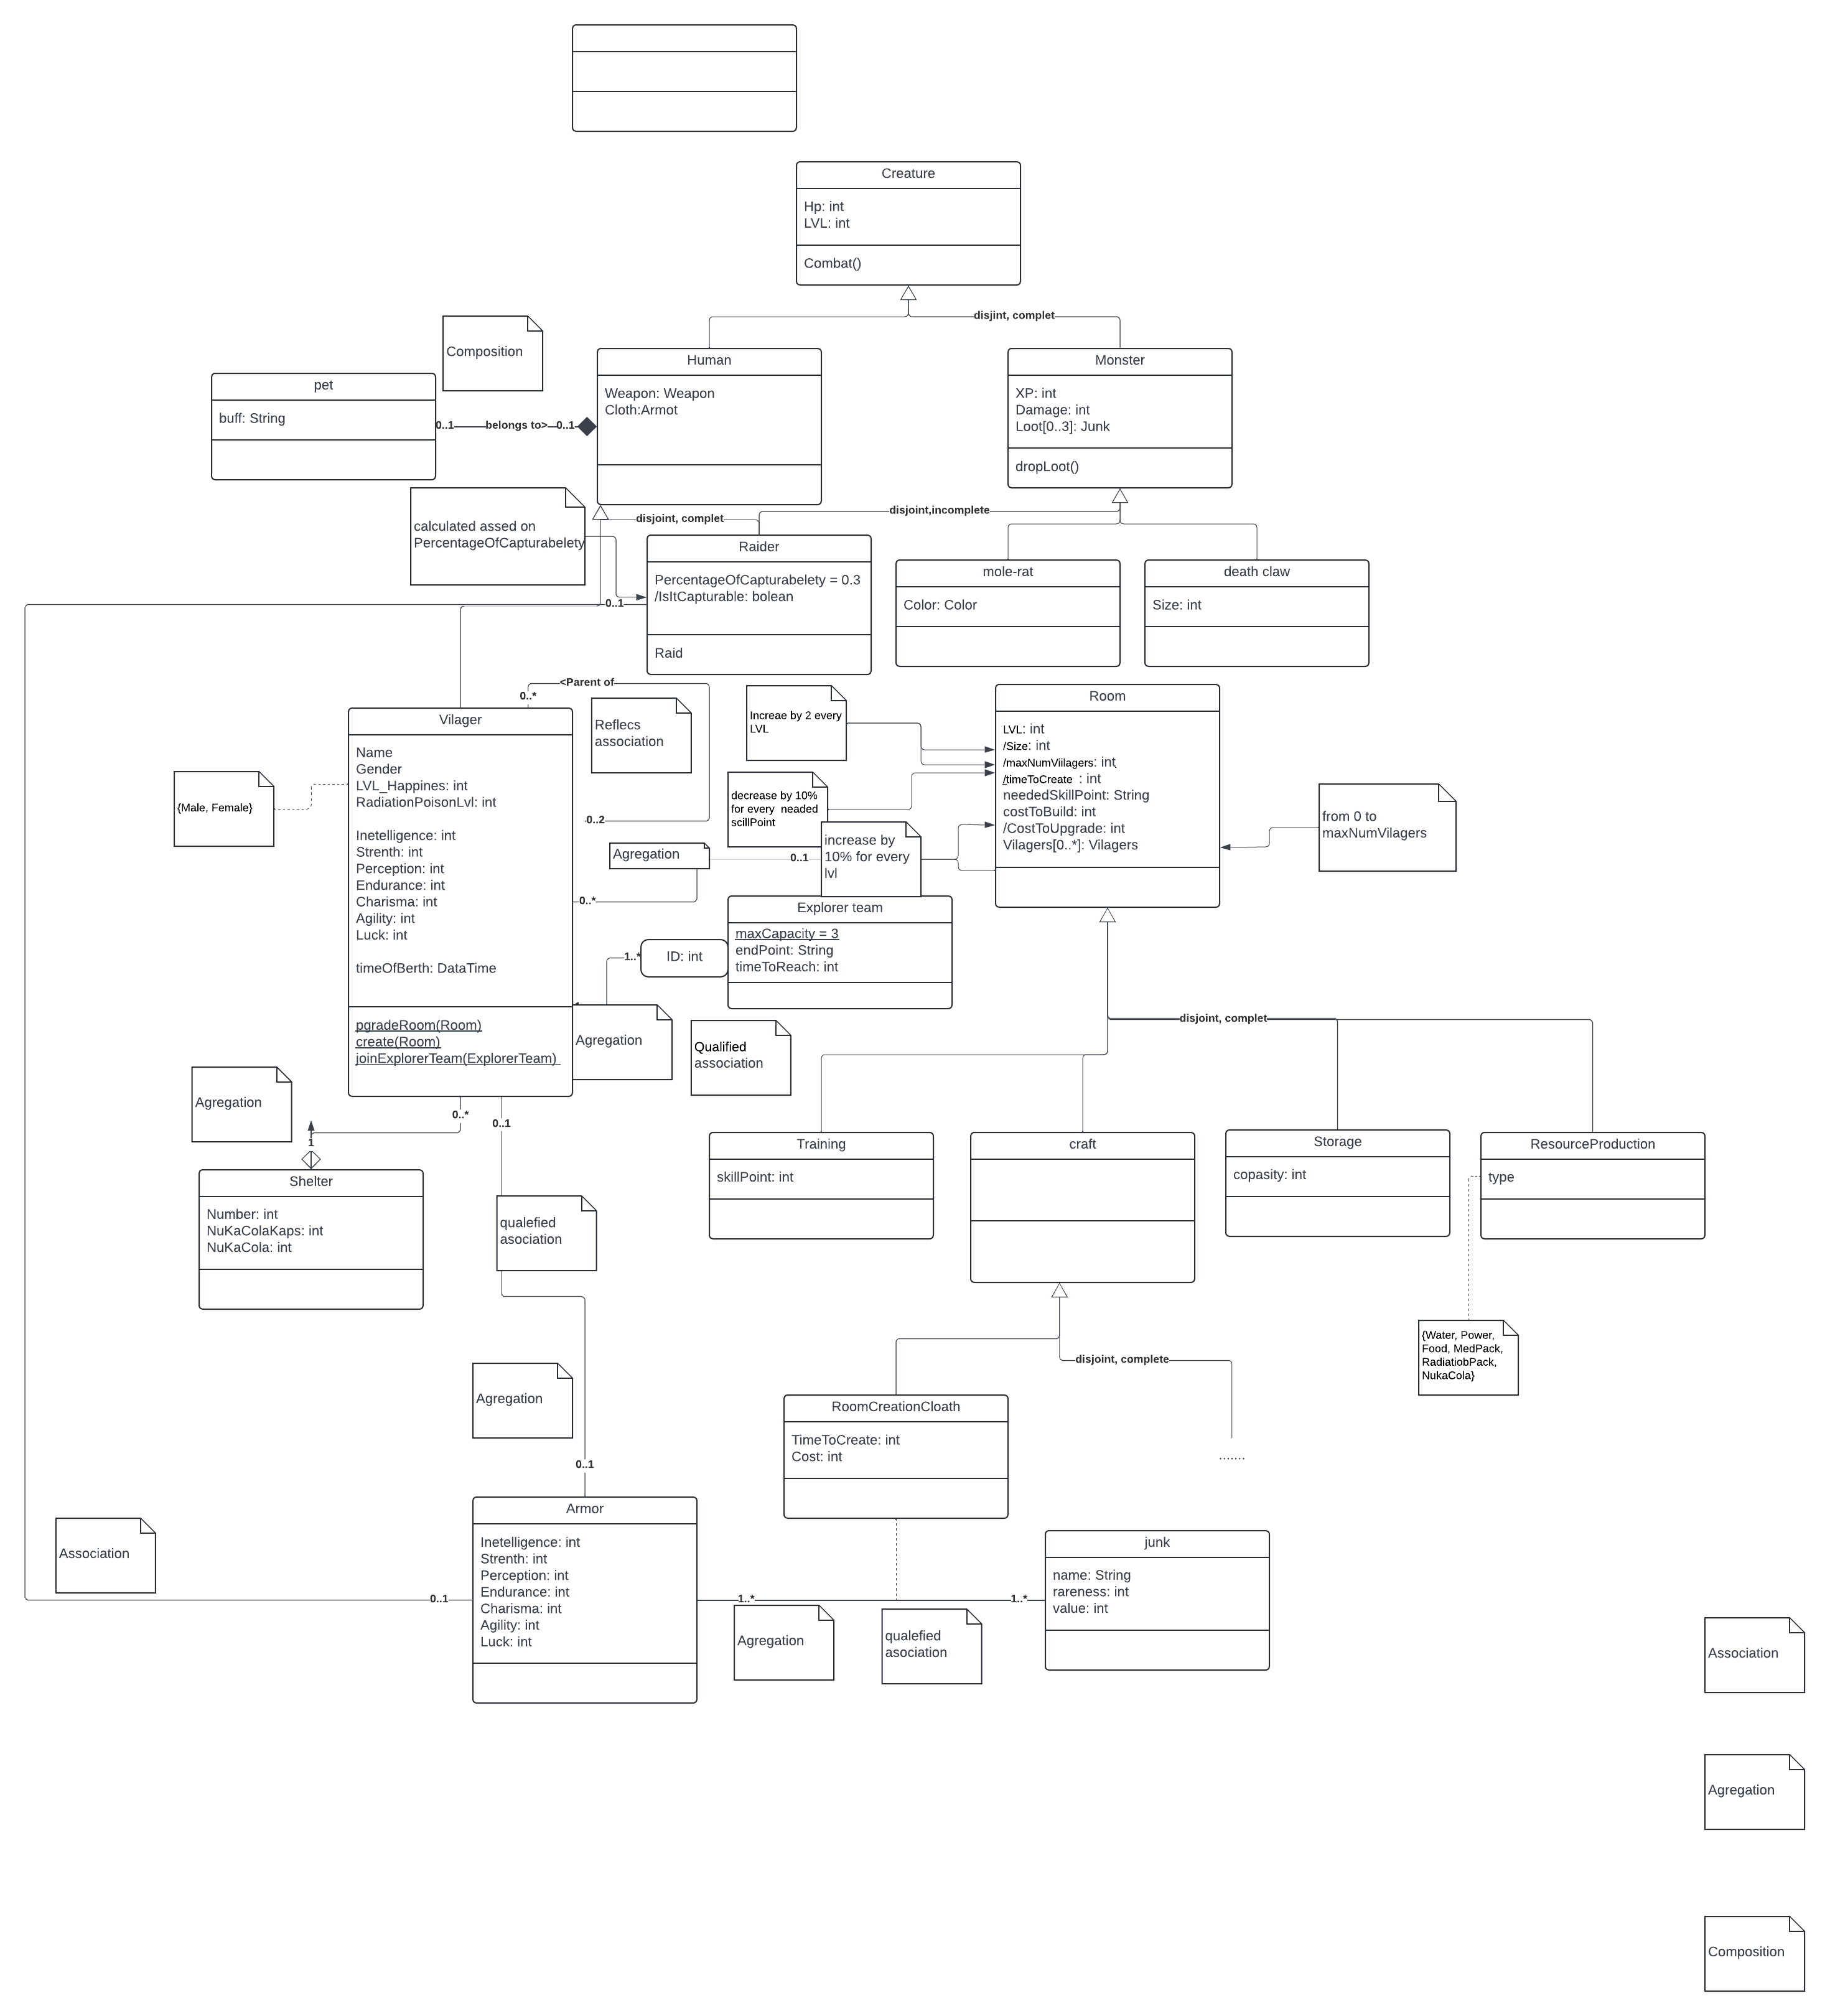 Creature
Hp: int
LVL: int
Combat()
disjint, complet
Composition
Human
Weapon: Weapon
Cloth:Armot
Monster
XP: int
Damage: int
Loot[0..3]: Junk
dropLoot()
pet
buff: String
0..1
belongs to>
0..1
calculated assed on
PercentageOfCapturabelety
disjoint, complet
disjoint,incomplete
Raider
PercentageOfCapturabelety = 0.3
/IsItCapturable: bolean
Raid
0..1
mole-rat
Color: Color
death claw
Size: int
<Parent of
0..*
Reflecs
association
0..2
Vilager
Name
Gender
LVL_Happines: int
RadiationPoisonLvl: int
Inetelligence: int
Strenth: int
Perception: int
Endurance: int
Charisma: int
Agility: int
Luck: int
timeOfBerth: DataTime
pgradeRoom(Room)
create(Room)
joinExplorerTeam(ExplorerTeam)
{Male, Female}
Increae by 2 every
LVL
decrease by 10%
for every  neaded
scillPoint
increase by
10% for every
lvl
Room
LVL: int
/Size: int
/maxNumViilagers: int
/timeToCreate  : int
neededSkillPoint: String
costToBuild: int
/CostToUpgrade: int
Vilagers[0..*]: Vilagers
from 0 to
maxNumVilagers
Agregation
0..1
0..*
Explorer team
maxCapacity = 3
endPoint: String
timeToReach: int
1..*
ID: int
Agregation
Qualified
association
disjoint, complet
Agregation
0..*
0..1
1
Shelter
Number: int
NuKaColaKaps: int
NuKaCola: int
qualefied
asociation
Training
skillPoint: int
craft
Storage
copasity: int
ResourceProduction
type
{Water, Power,
Food, MedPack,
RadiatiobPack,
NukaCola}
disjoint, complete
Agregation
RoomCreationCloath
TimeToCreate: int
Cost: int
.......
0..1
Armor
Inetelligence: int
Strenth: int
Perception: int
Endurance: int
Charisma: int
Agility: int
Luck: int
Association
0..1
1..*
1..*
junk
name: String
rareness: int
value: int
Agregation
qualefied
asociation
Association
Agregation
Composition